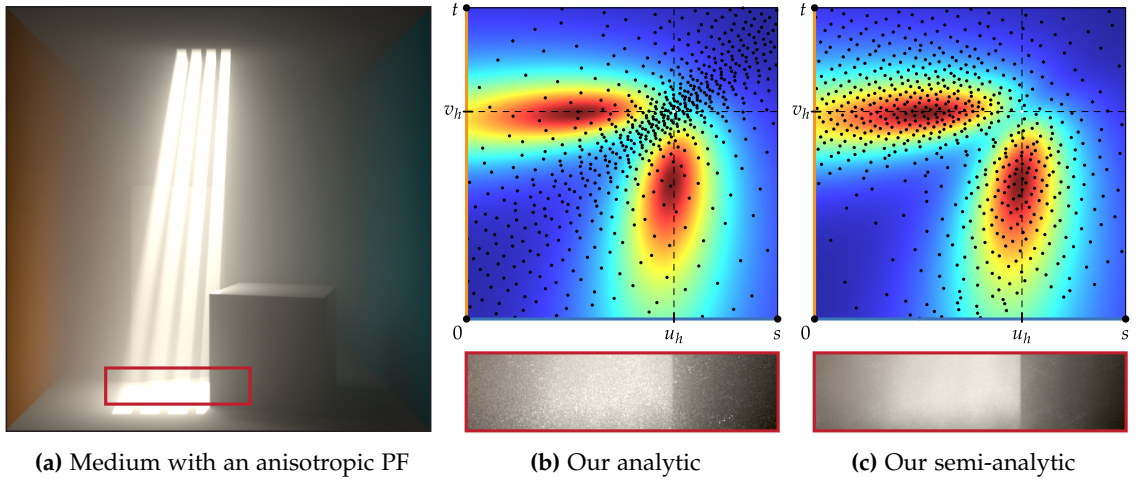 t
v_h
0
u_h
s
t
v_h
0
u_h
s
(a) Medium with an anisotropic PF
(b) Our analytic
(c) Our semi-analytic